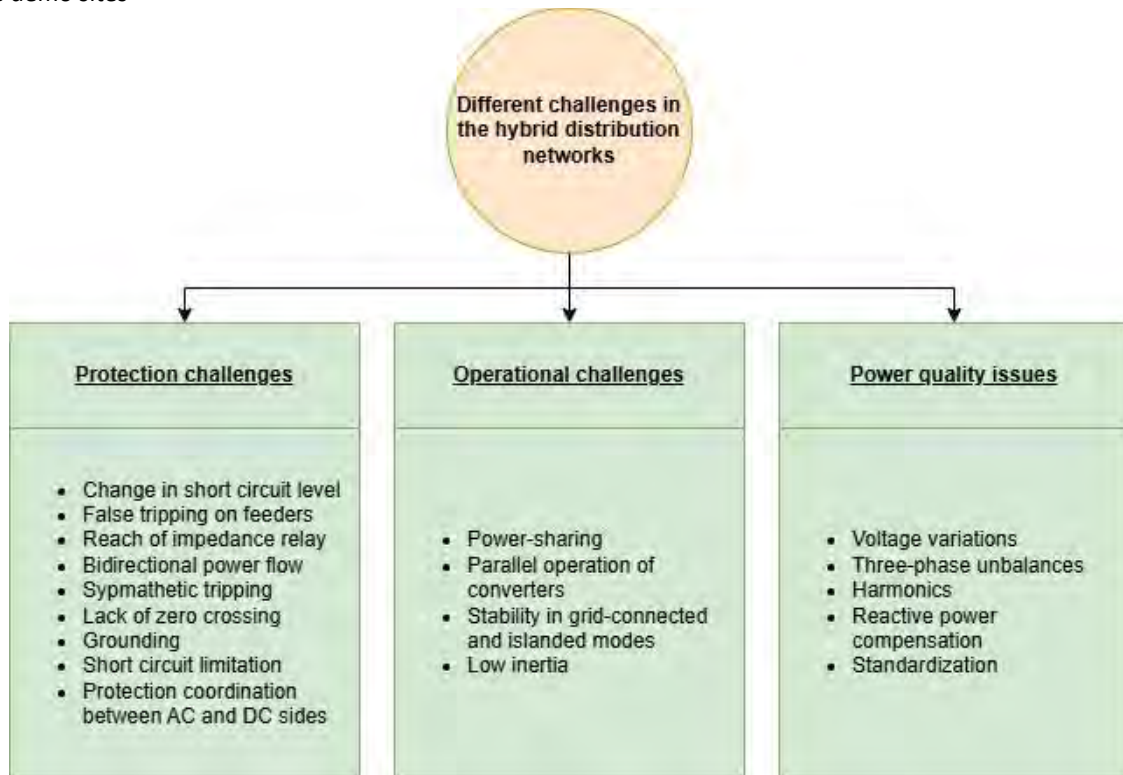 Different challenges in
the hybrid distribution
networks
Protection challenges
• Change in short circuit level
• False tripping on feeders
• Reach of impedance relay
• Bidirectional power flow
• Sypmathetic tripping
• Lack of zero crossing
• Grounding
• Short circuit limitation
• Protection coordination
between AC and DC sides
Operational challenges
• Power-sharing
• Parallel operation of
converters
• Stability in grid-connected
and islanded modes
• Low inertia
Power quality issues
• Voltage variations
• Three-phase unbalances
• Harmonics
• Reactive power
compensation
• Standardization